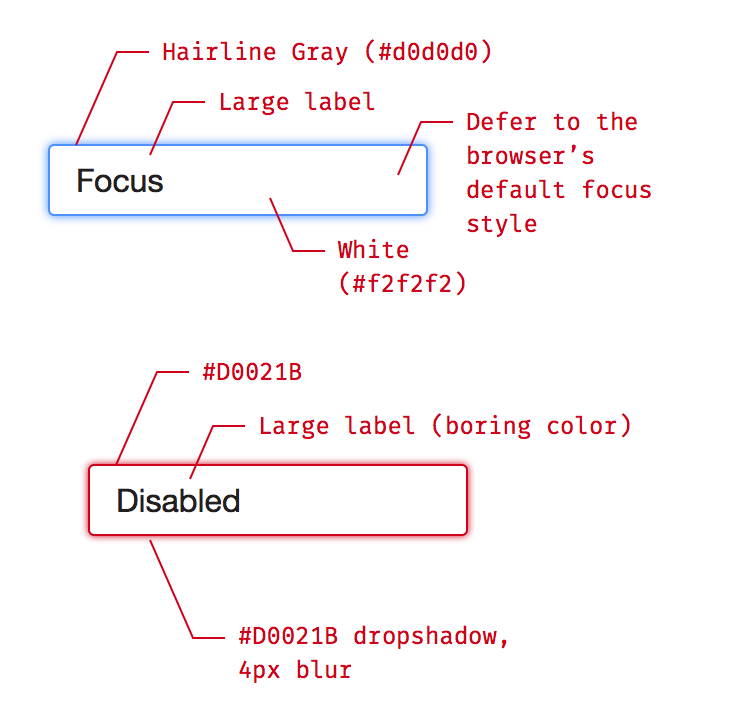 Hairline Gray (#d0d0d0)
Large label
Defer to the
browser’s
default focus
style
Focus
White
(#f2f2f2)
#D0021B
Large label (boring color)
Disabled
#D0021B dropshadow,
4px blur